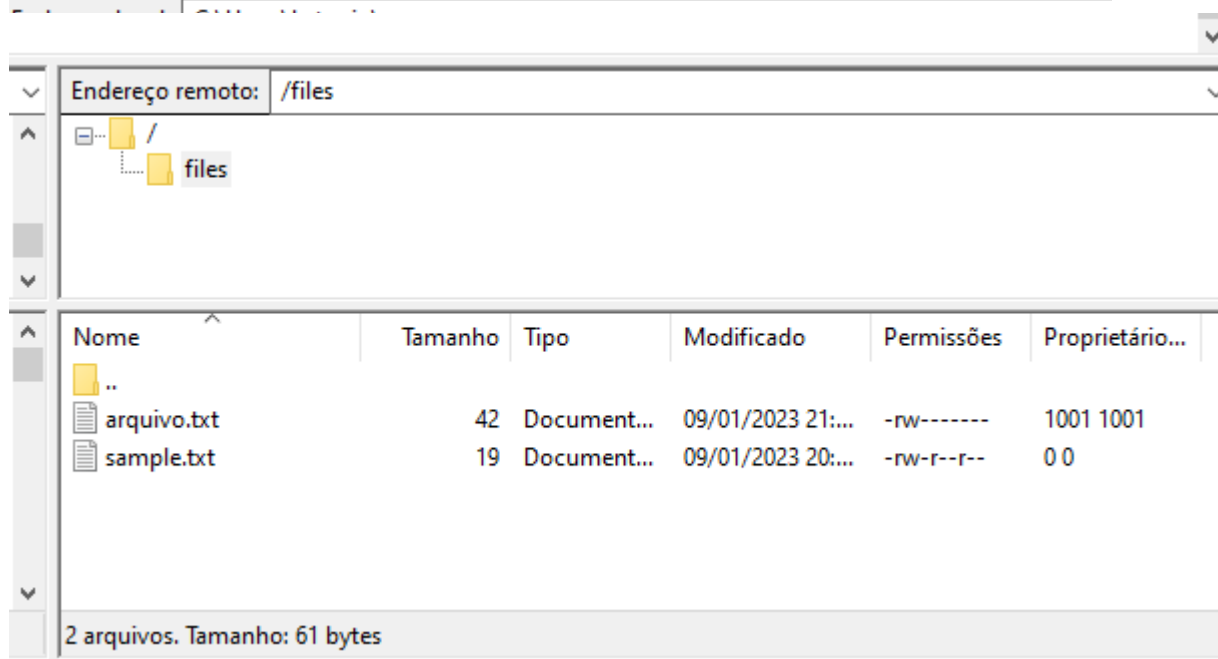 Endereço remoto: /files
/
files
Nome Tamanho Tipo Modificado Permissões Proprietário...
..
arquivo.txt 42 Document... 09/01/2023 21:... -rw------- 1001 1001
sample.txt 19 Document... 09/01/2023 20:... -rw-r--r-- 0 0
2 arquivos. Tamanho: 61 bytes